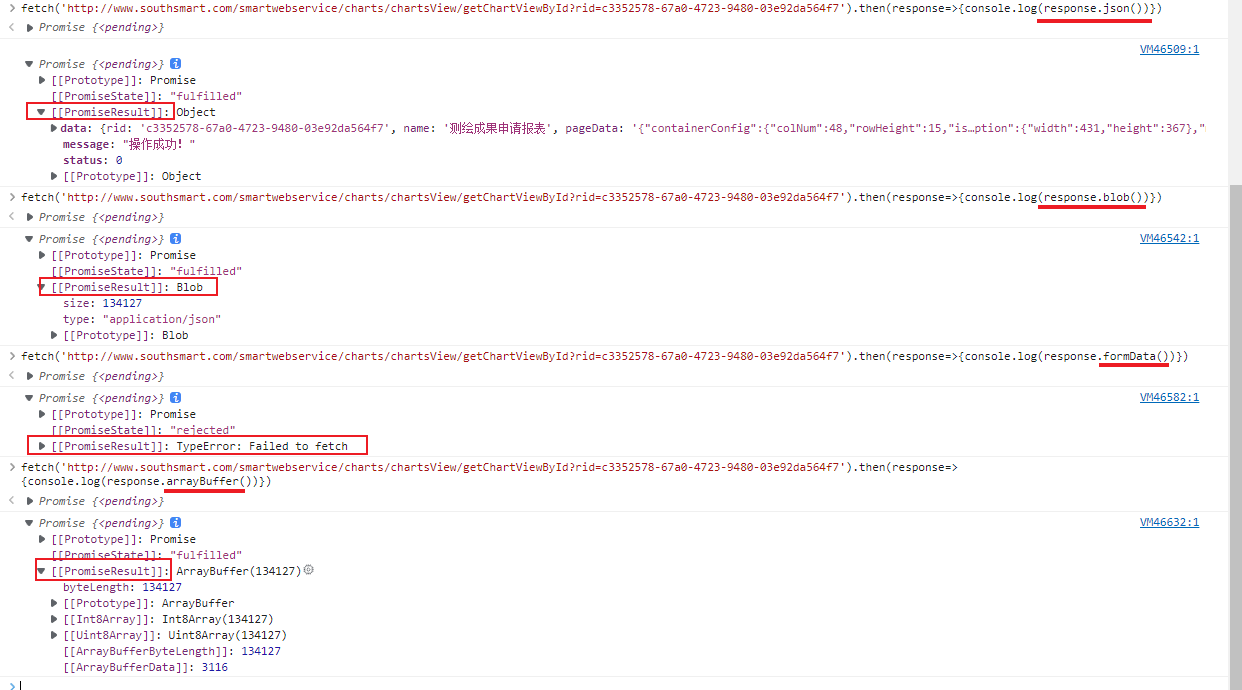 fetch('http://www.southsmart.com/smartwebservice/charts/chartsView/getChartViewById?rid=c3352578-67a0-4723-9480-03e92da564f7').then(response=>{console.log(response.json())})
Promise {<pending>}
VM46509:1
Promise {<pending>}
[[Prototype]]: Promise
[[PromiseState]]: "fulfilled"
[[PromiseResult]]: Object
data: {rid: 'c3352578-67a0-4723-9480-03e92da564f7', name: '测绘成果申请报表', pageData: '{"containerConfig":{"colNum":48,"rowHeight":15,"is…ption":{"width":431,"height":367},"
message: "操作成功！"
status: 0
[[Prototype]]: Object
fetch('http://www.southsmart.com/smartwebservice/charts/chartsView/getChartViewById?rid=c3352578-67a0-4723-9480-03e92da564f7').then(response=>{console.log(response.blob())})
Promise {<pending>}
Promise {<pending>} VM46542:1
[[Prototype]]: Promise
[[PromiseState]]: "fulfilled"
[[PromiseResult]]: Blob
size: 134127
type: "application/json"
[[Prototype]]: Blob
fetch('http://www.southsmart.com/smartwebservice/charts/chartsView/getChartViewById?rid=c3352578-67a0-4723-9480-03e92da564f7').then(response=>{console.log(response.formData())})
Promise {<pending>}
Promise {<pending>} VM46582:1
[[Prototype]]: Promise
[[PromiseState]]: "rejected"
[[PromiseResult]]: TypeError: Failed to fetch
fetch('http://www.southsmart.com/smartwebservice/charts/chartsView/getChartViewById?rid=c3352578-67a0-4723-9480-03e92da564f7').then(response=>
{console.log(response.arrayBuffer())})
Promise {<pending>}
Promise {<pending>} VM46632:1
[[Prototype]]: Promise
[[PromiseState]]: "fulfilled"
[[PromiseResult]]: ArrayBuffer(134127)
byteLength: 134127
[[Prototype]]: ArrayBuffer
[[Int8Array]]: Int8Array(134127)
[[Uint8Array]]: Uint8Array(134127)
[[ArrayBufferByteLength]]: 134127
[[ArrayBufferData]]: 3116